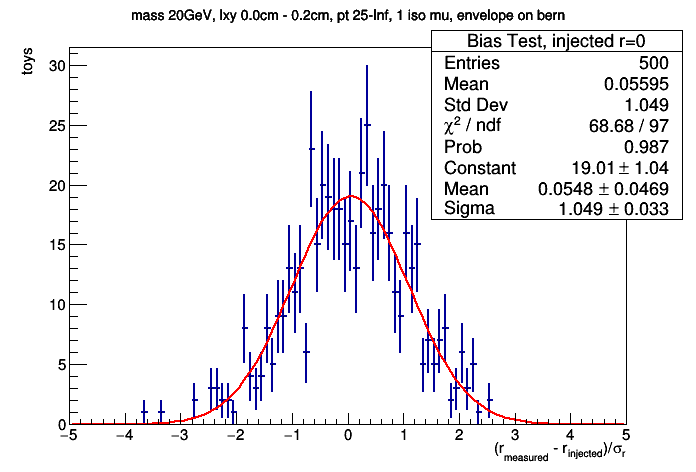 mass 20GeV, lxy 0.0cm - 0.2cm, pt 25-Inf, 1 iso mu, envelope on bern
toys
Bias Test, injected r=0
Entries 500
Mean 0.05595
Std Dev 1.049
χ² / ndf 68.68 / 97
Prob 0.987
Constant 19.01 ± 1.04
Mean 0.0548 ± 0.0469
Sigma 1.049 ± 0.033
30
25
20
15
10
5
0
−5 −4 −3 −2 −1 0 1 2 3 4 5
(r_measured - r_injected)/σ_r